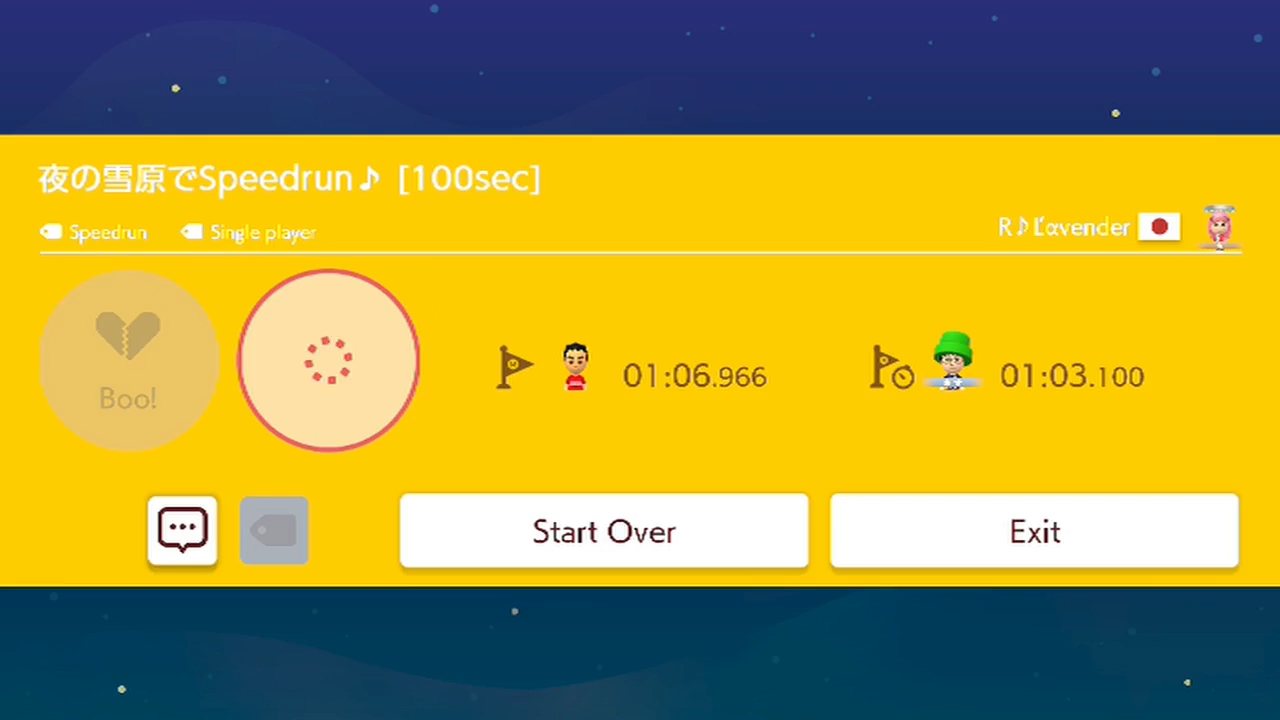 夜の雪原でSpeedrun♪ [100sec]
Speedrun Single player
R♪L'αvender
Boo!
01:06.966
01:03.100
Start Over
Exit